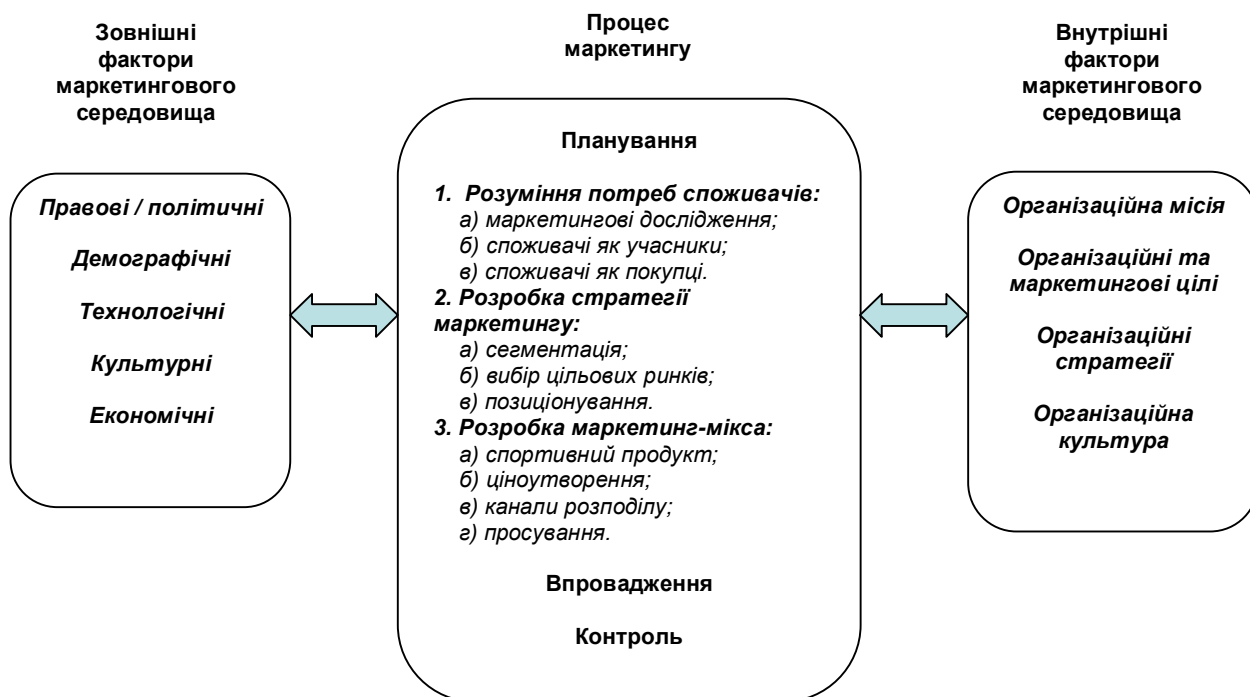 Зовнішні
фактори
маркетингового
середовища
Правові / політичні
Демографічні
Технологічні
Культурні
Економічні
Процес
маркетингу
Планування
1. Розуміння потреб споживачів:
а) маркетингові дослідження;
б) споживачі як учасники;
в) споживачі як покупці.
2. Розробка стратегії
маркетингу:
а) сегментація;
б) вибір цільових ринків;
в) позиціонування.
3. Розробка маркетинг-мікса:
а) спортивний продукт;
б) ціноутворення;
в) канали розподілу;
г) просування.
Впровадження
Контроль
Внутрішні
фактори
маркетингового
середовища
Організаційна місія
Організаційні та
маркетингові цілі
Організаційні
стратегії
Організаційна
культура